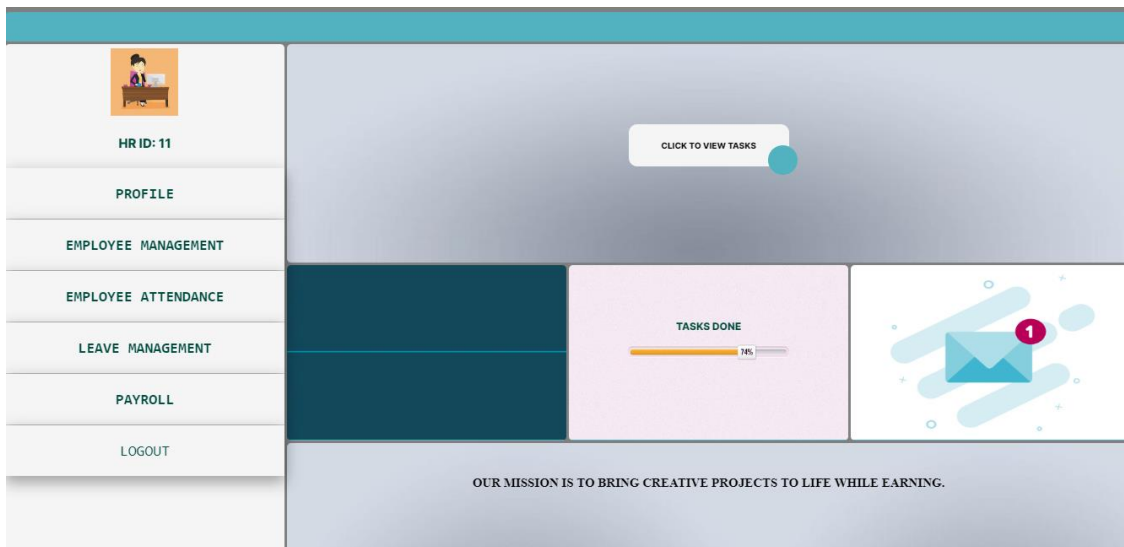 HR ID: 11
PROFILE
EMPLOYEE MANAGEMENT
EMPLOYEE ATTENDANCE
LEAVE MANAGEMENT
PAYROLL
LOGOUT
CLICK TO VIEW TASKS
TASKS DONE
74%
1
OUR MISSION IS TO BRING CREATIVE PROJECTS TO LIFE WHILE EARNING.